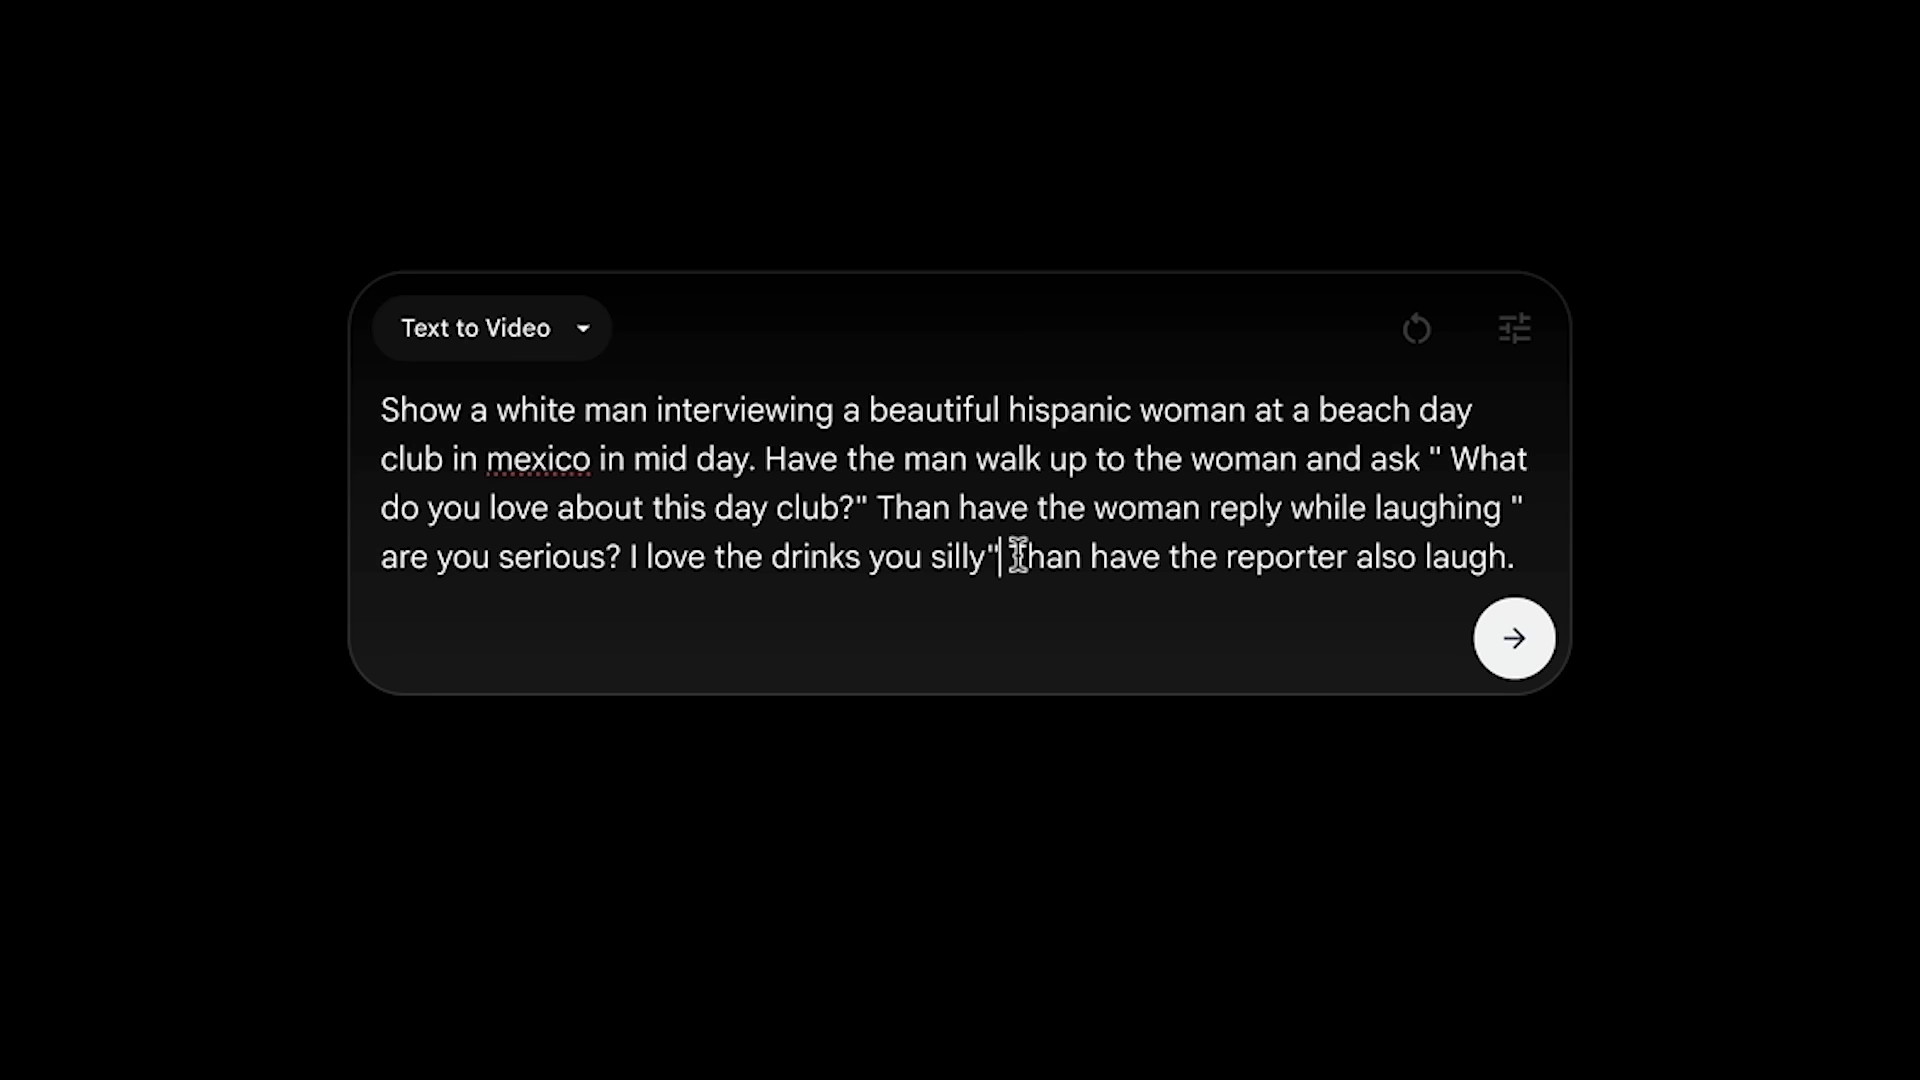 Text to Video
Show a white man interviewing a beautiful hispanic woman at a beach day
club in mexico in mid day. Have the man walk up to the woman and ask " What
do you love about this day club?" Than have the woman reply while laughing "
are you serious? I love the drinks you silly" Than have the reporter also laugh.